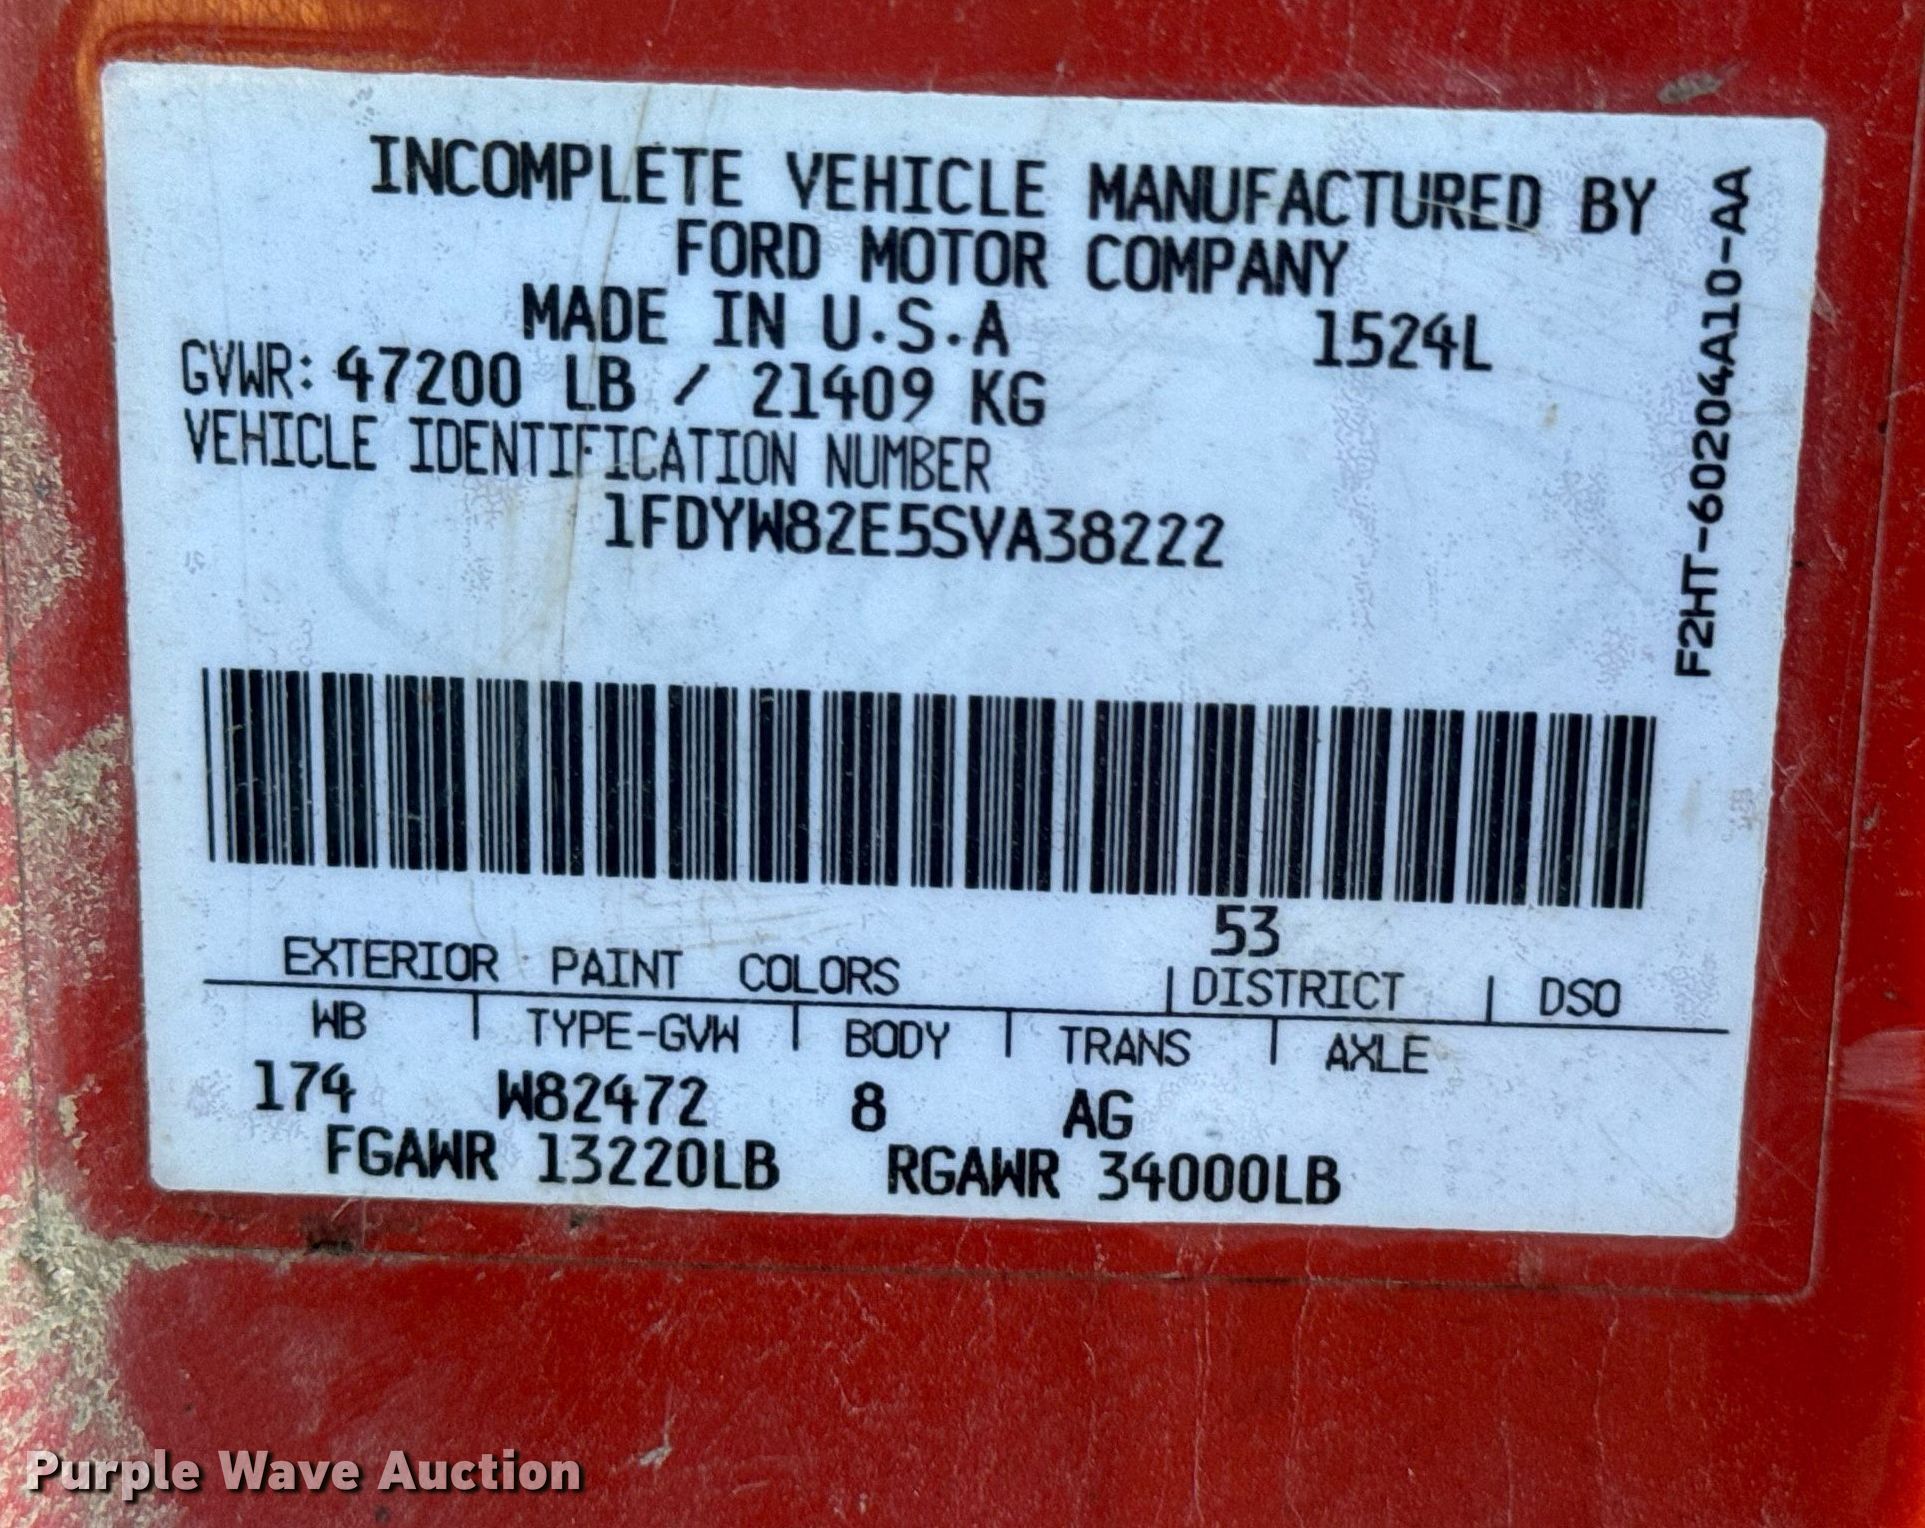 INCOMPLETE VEHICLE MANUFACTURED BY
FORD MOTOR COMPANY
MADE IN U.S.A 1524L
GVWR: 47200 LB / 21409 KG
VEHICLE IDENTIFICATION NUMBER
1FDYW82E5SVA38222
F2HT-60204A10-AA
53
EXTERIOR PAINT COLORS | DISTRICT | DSO
WB | TYPE-GVW | BODY | TRANS | AXLE
174 W82472 8 AG
FGAWR 13220LB RGAWR 34000LB
Purple Wave Auction